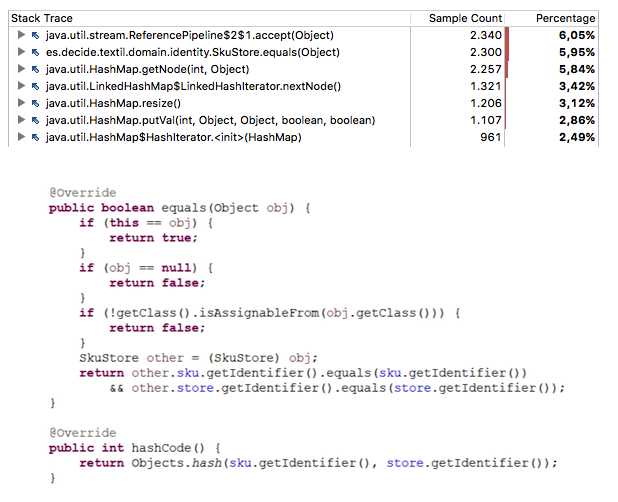 Stack Trace Sample Count Percentage
java.util.stream.ReferencePipeline$2$1.accept(Object) 2.340 6,05%
es.decide.textil.domain.identity.SkuStore.equals(Object) 2.300 5,95%
java.util.HashMap.getNode(int, Object) 2.257 5,84%
java.util.LinkedHashMap$LinkedHashIterator.nextNode() 1.321 3,42%
java.util.HashMap.resize() 1.206 3,12%
java.util.HashMap.putVal(int, Object, Object, boolean, boolean) 1.107 2,86%
java.util.HashMap$HashIterator.<init>(HashMap) 961 2,49%
@Override
public boolean equals(Object obj) {
if (this == obj) {
return true;
}
if (obj == null) {
return false;
}
if (!getClass().isAssignableFrom(obj.getClass())) {
return false;
}
SkuStore other = (SkuStore) obj;
return other.sku.getIdentifier().equals(sku.getIdentifier())
&& other.store.getIdentifier().equals(store.getIdentifier());
}
@Override
public int hashCode() {
return Objects.hash(sku.getIdentifier(), store.getIdentifier());
}